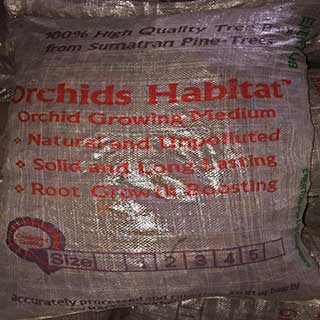 100% High Quality Tree
from Sumatran Pine-Trees
Orchids Habitat™
Orchid Growing Medium
Natural and Unpolluted
Solid and Long Lasting
Root Growth Boosting
Size 1 2 3 4 5
accurately processed and